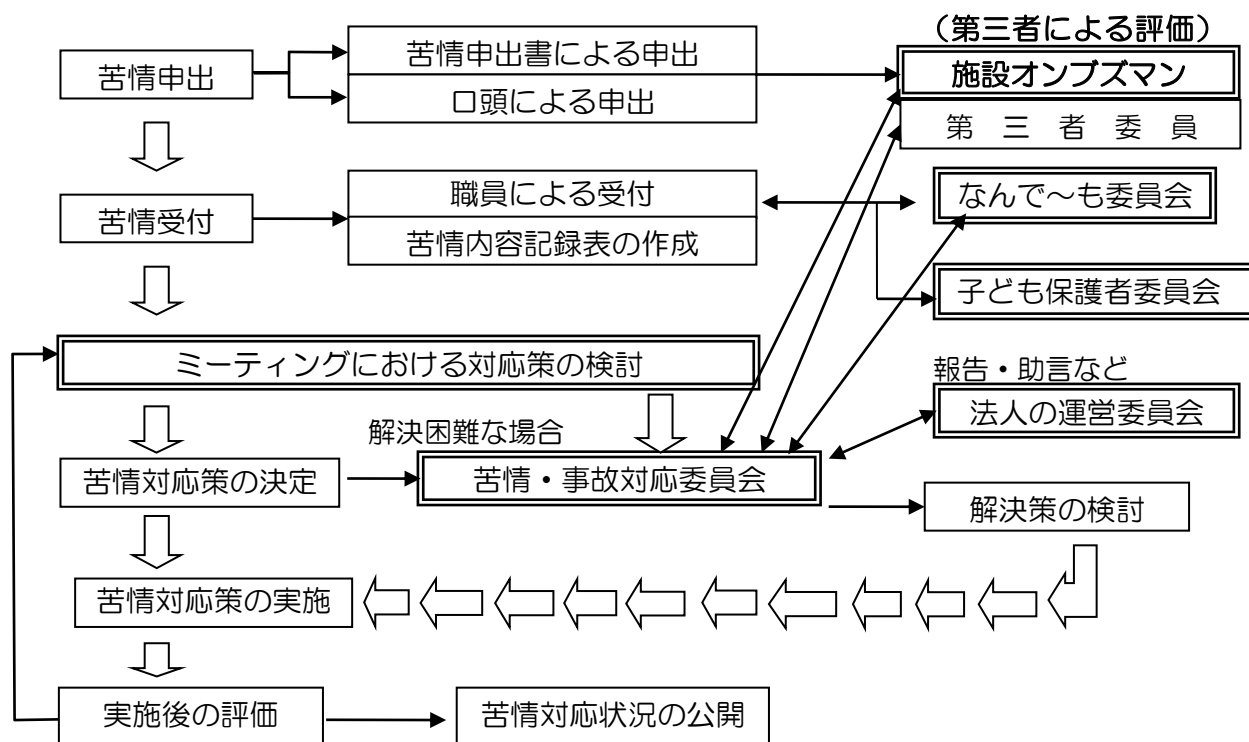 苦情申出
苦情申出書による申出
口頭による申出
（第三者による評価）
施設オンブズマン
第三者委員
苦情受付
職員による受付
苦情内容記録表の作成
なんで～も委員会
子ども保護者委員会
ミーティングにおける対応策の検討
報告・助言など
法人の運営委員会
解決困難な場合
苦情対応策の決定
苦情・事故対応委員会
解決策の検討
苦情対応策の実施
実施後の評価
苦情対応状況の公開